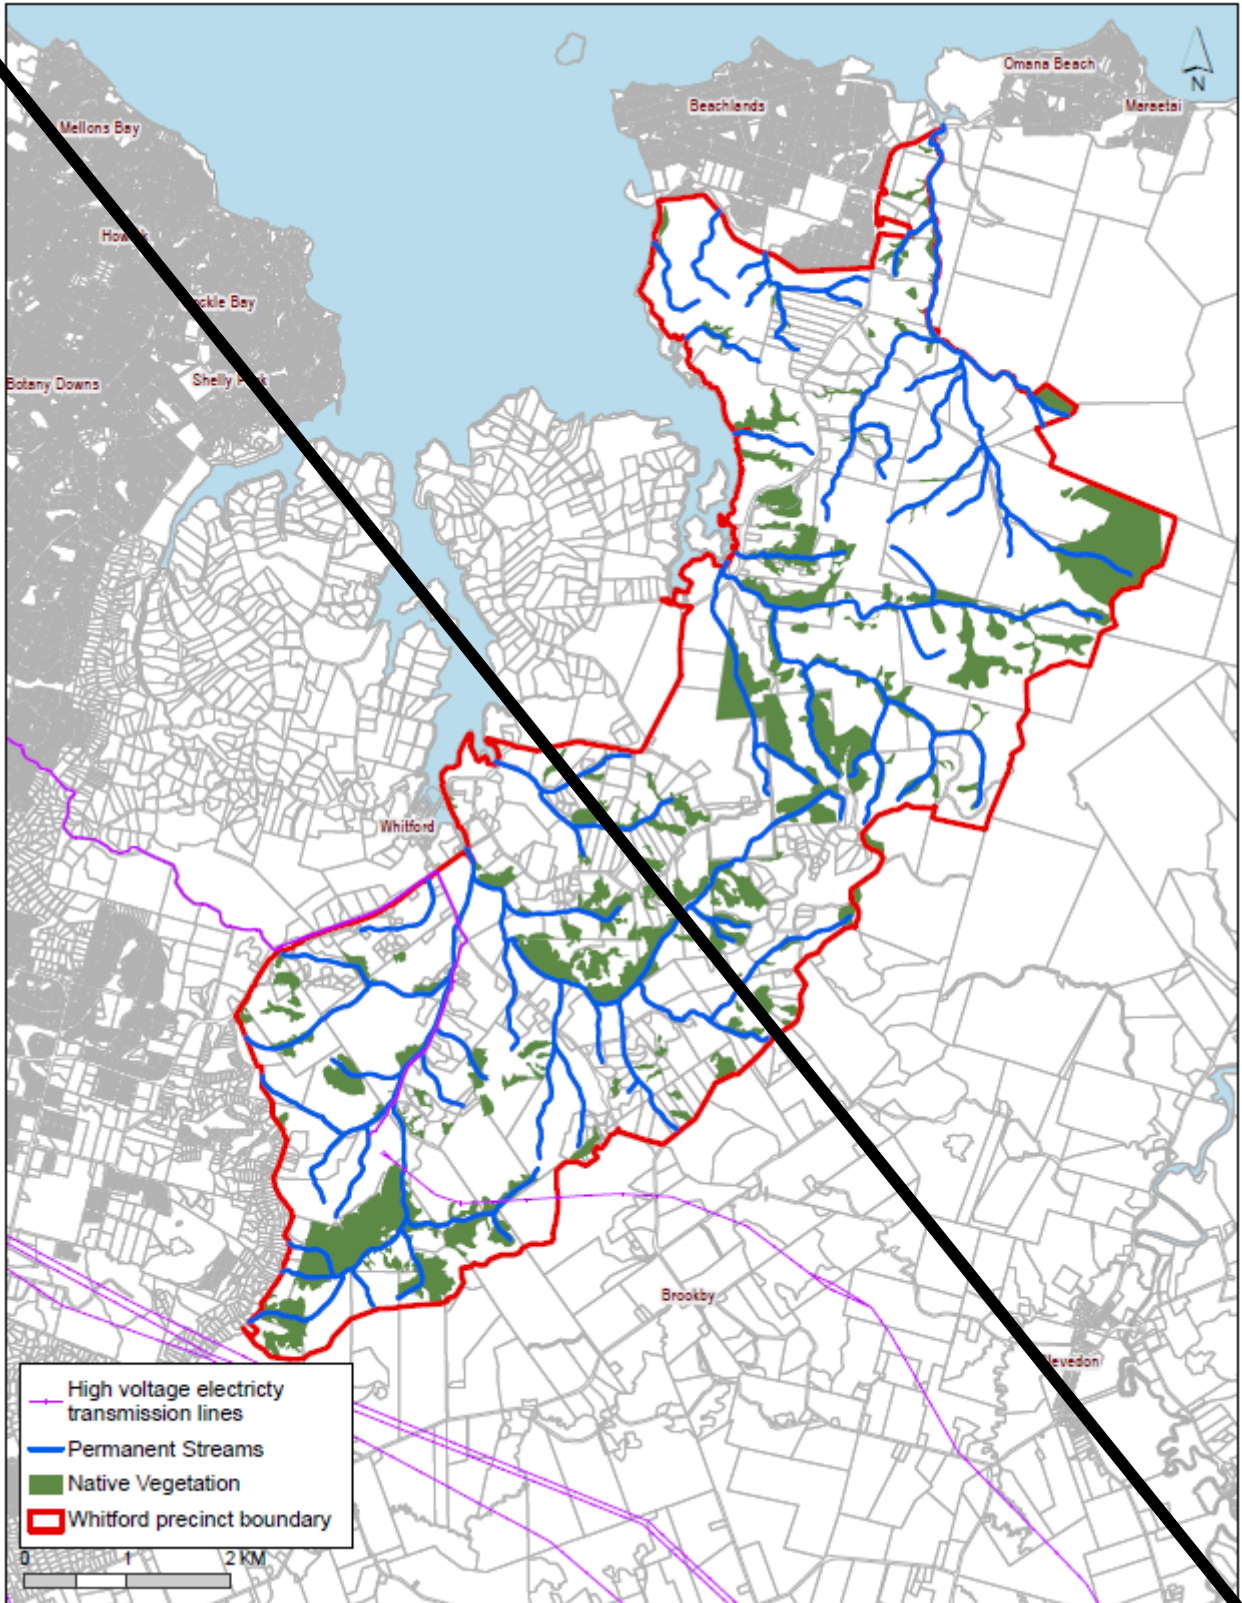 Omana Beach
N
Beachlands
Maraetai
Mellons Bay
Botany Downs
Whitford
Brookby
High voltage electricty
transmission lines
Permanent Streams
Native Vegetation
Whitford precinct boundary
0 1 2 KM